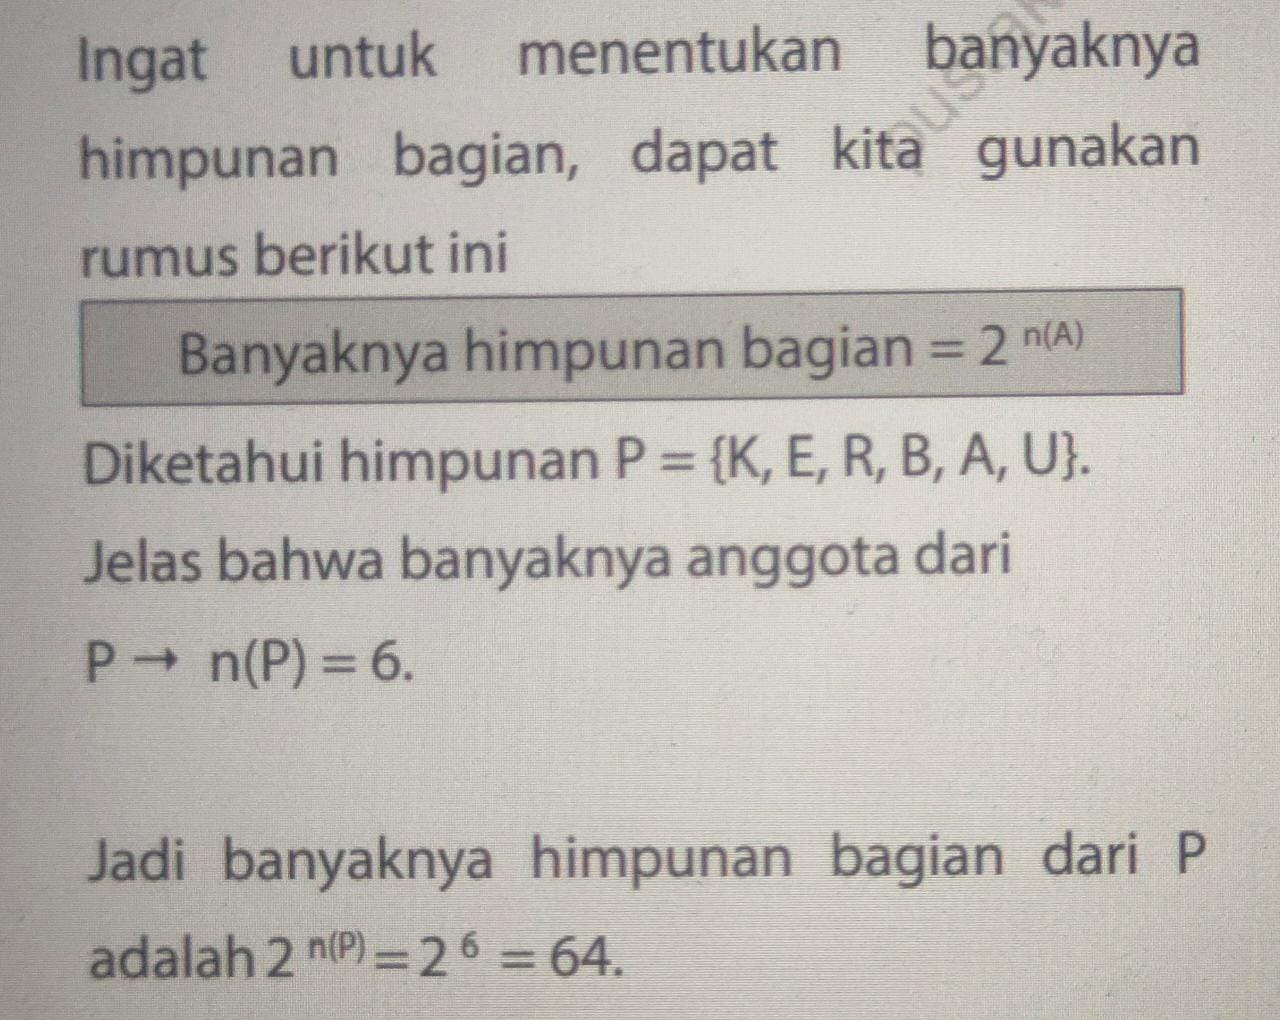 Ingat untuk menentukan banyaknya
himpunan bagian, dapat kita gunakan
rumus berikut ini
Banyaknya himpunan bagian = 2 n(A)
Diketahui himpunan P = {K, E, R, B, A, U}.
Jelas bahwa banyaknya anggota dari
P → n(P) = 6.
Jadi banyaknya himpunan bagian dari P
adalah 2 n(P) = 2 6 = 64.